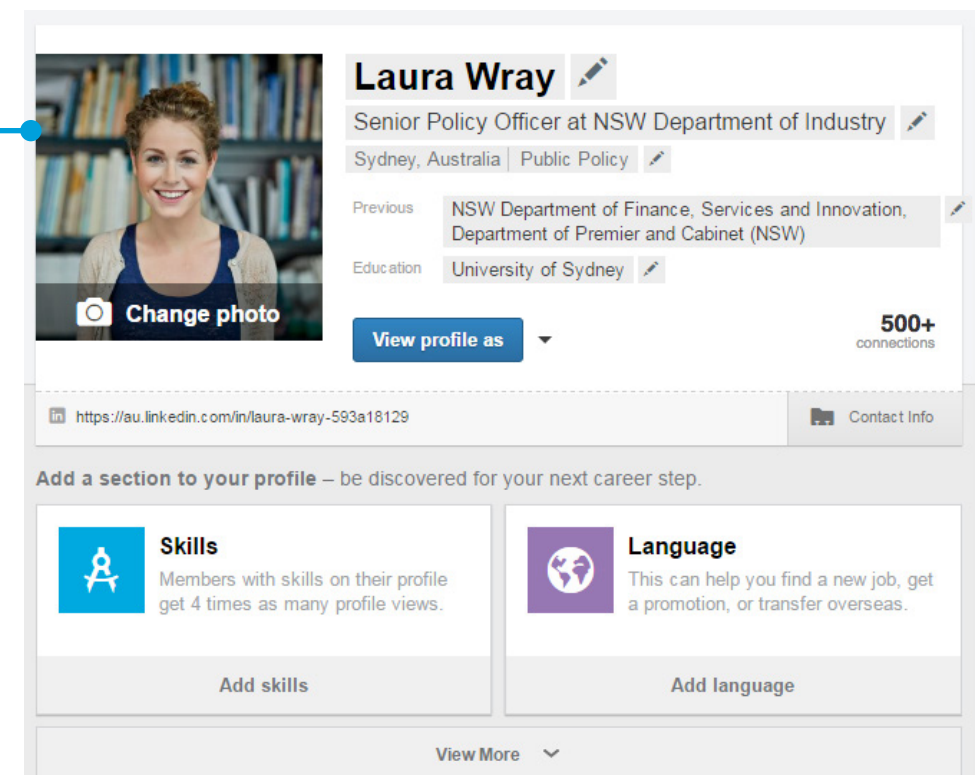 Laura Wray
Senior Policy Officer at NSW Department of Industry
Sydney, Australia | Public Policy
Previous NSW Department of Finance, Services and Innovation,
Department of Premier and Cabinet (NSW)
Education University of Sydney
Change photo
View profile as
500+
connections
in https://au.linkedin.com/in/laura-wray-593a18129
Contact Info
Add a section to your profile – be discovered for your next career step.
Skills
Members with skills on their profile
get 4 times as many profile views.
Add skills
Language
This can help you find a new job, get
a promotion, or transfer overseas.
Add language
View More